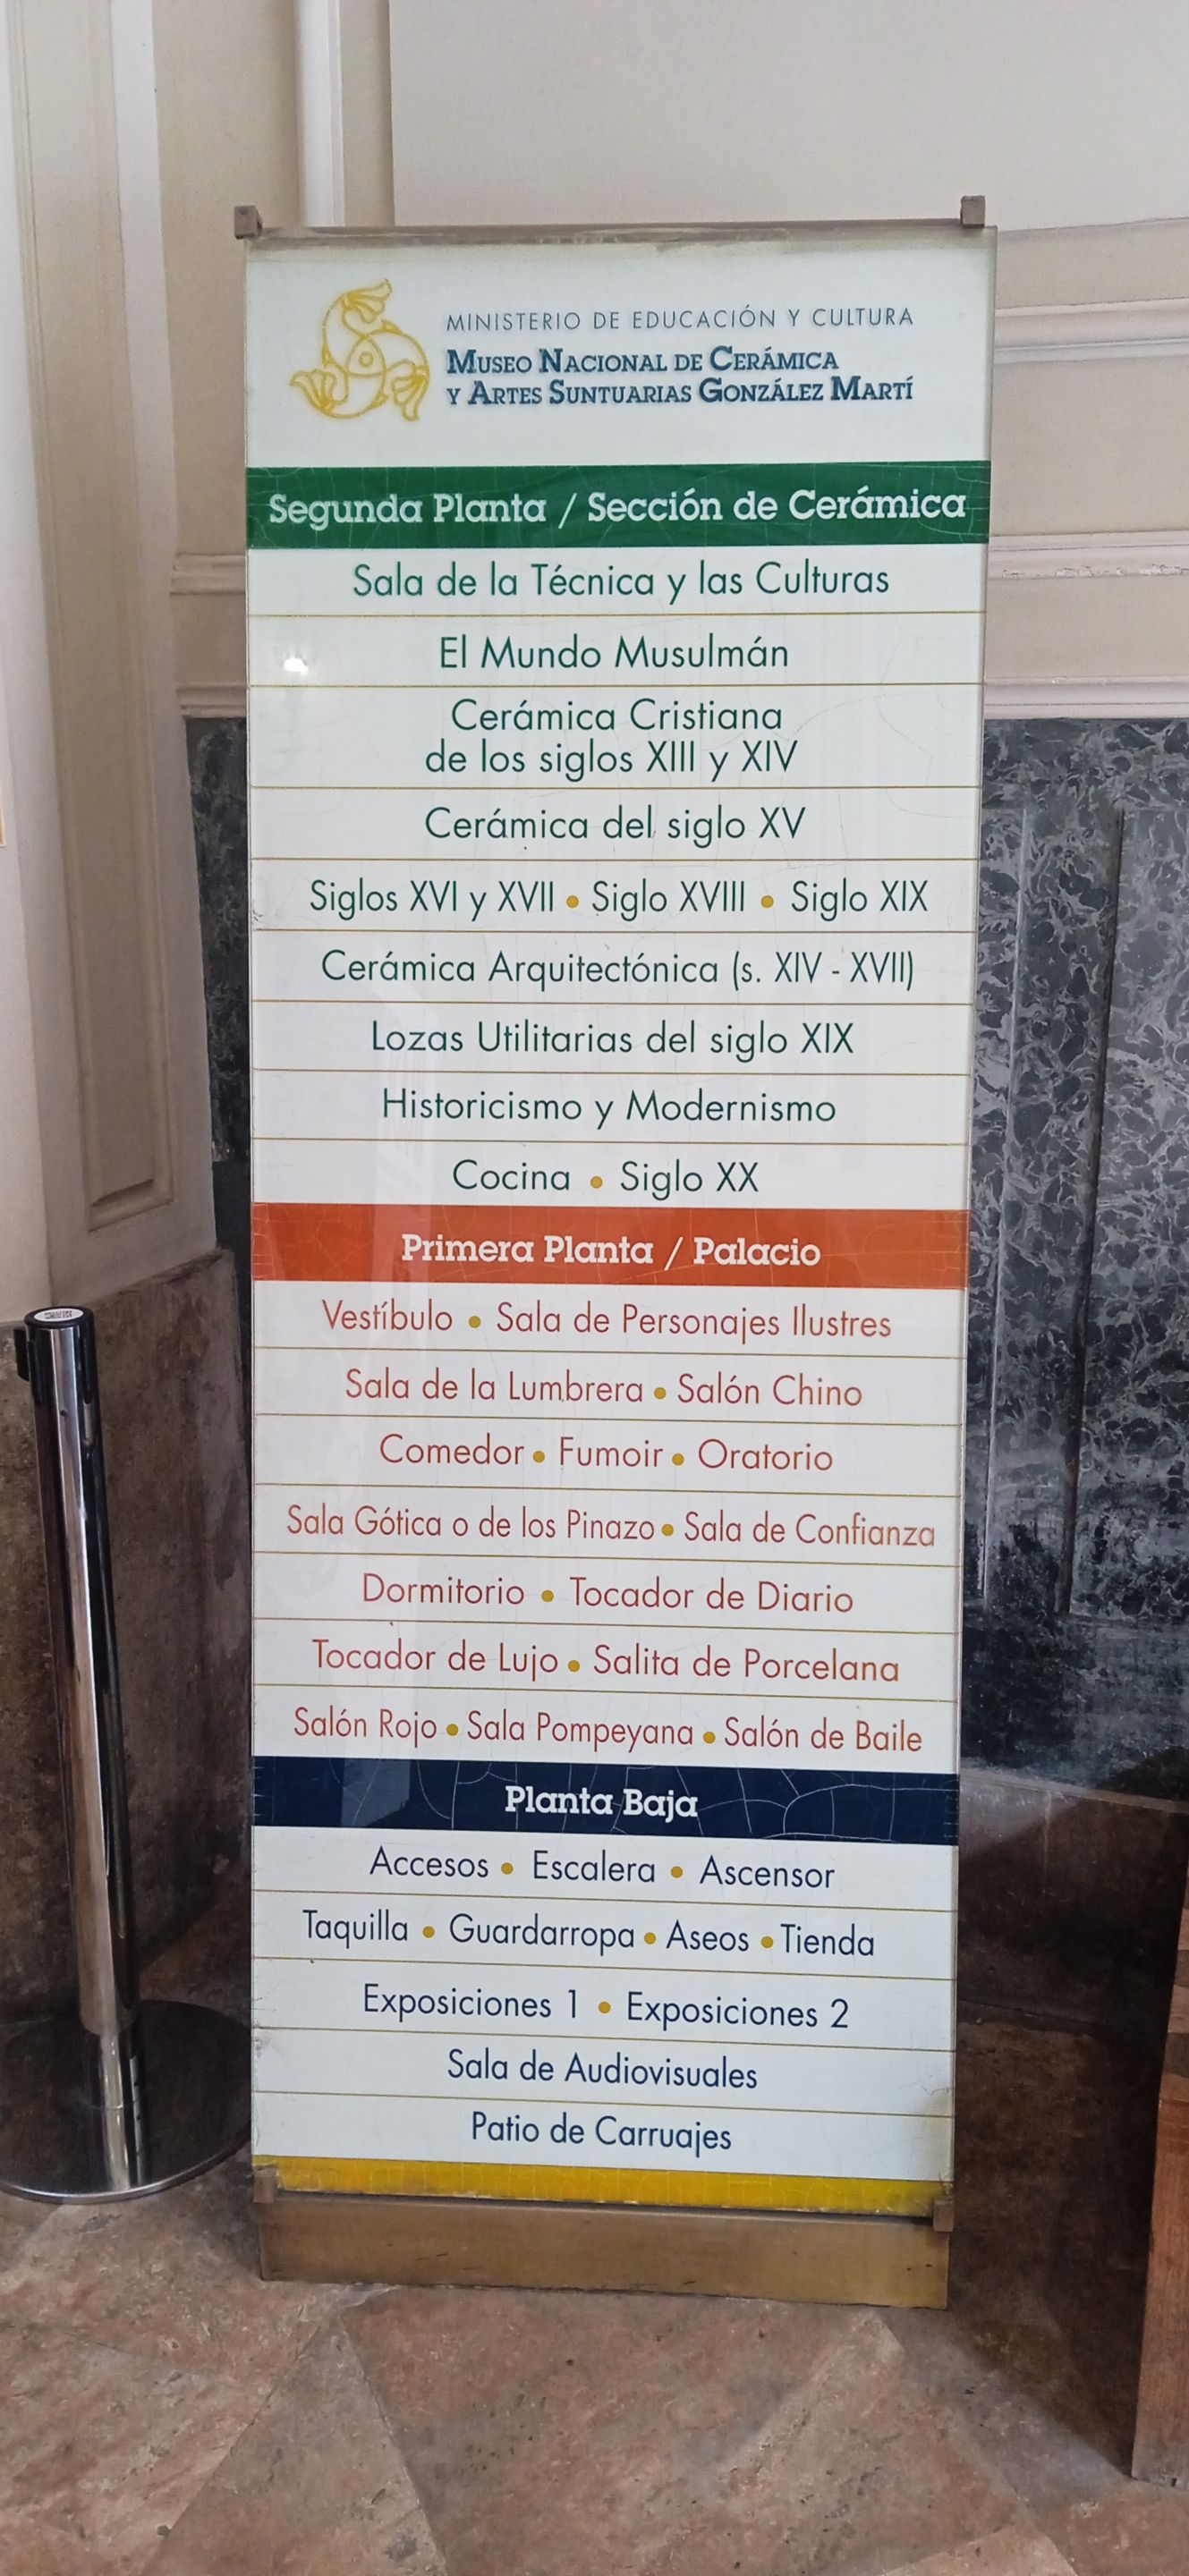 MINISTERIO DE EDUCACIÓN Y CULTURA
MUSEO NACIONAL DE CERÁMICA
Y ARTES SUNTUARIAS GONZÁLEZ MARTÍ
Segunda Planta / Sección de Cerámica
Sala de la Técnica y las Culturas
El Mundo Musulmán
Cerámica Cristiana
de los siglos XIII y XIV
Cerámica del siglo XV
Siglos XVI y XVII • Siglo XVIII • Siglo XIX
Cerámica Arquitectónica (s. XIV - XVII)
Lozas Utilitarias del siglo XIX
Historicismo y Modernismo
Cocina • Siglo XX
Primera Planta / Palacio
Vestíbulo • Sala de Personajes Ilustres
Sala de la Lumbrera • Salón Chino
Comedor • Fumoir • Oratorio
Sala Gótica o de los Pinazo • Sala de Confianza
Dormitorio • Tocador de Diario
Tocador de Lujo • Salita de Porcelana
Salón Rojo • Sala Pompeyana • Salón de Baile
Planta Baja
Accesos • Escalera • Ascensor
Taquilla • Guardarropa • Aseos • Tienda
Exposiciones 1 • Exposiciones 2
Sala de Audiovisuales
Patio de Carruajes